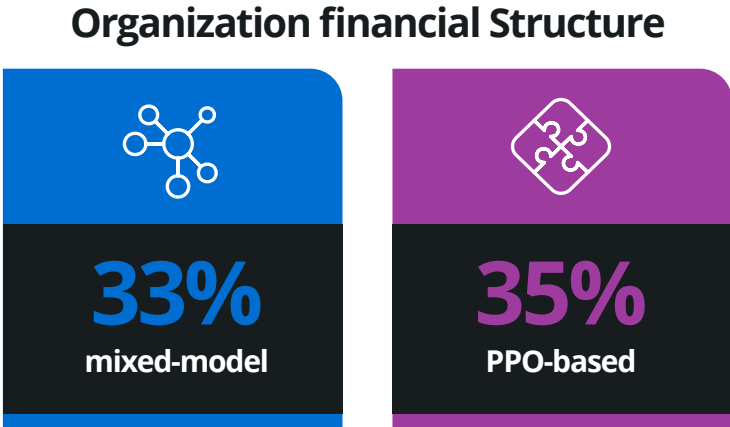 Organization financial Structure
33%
mixed-model
35%
PPO-based